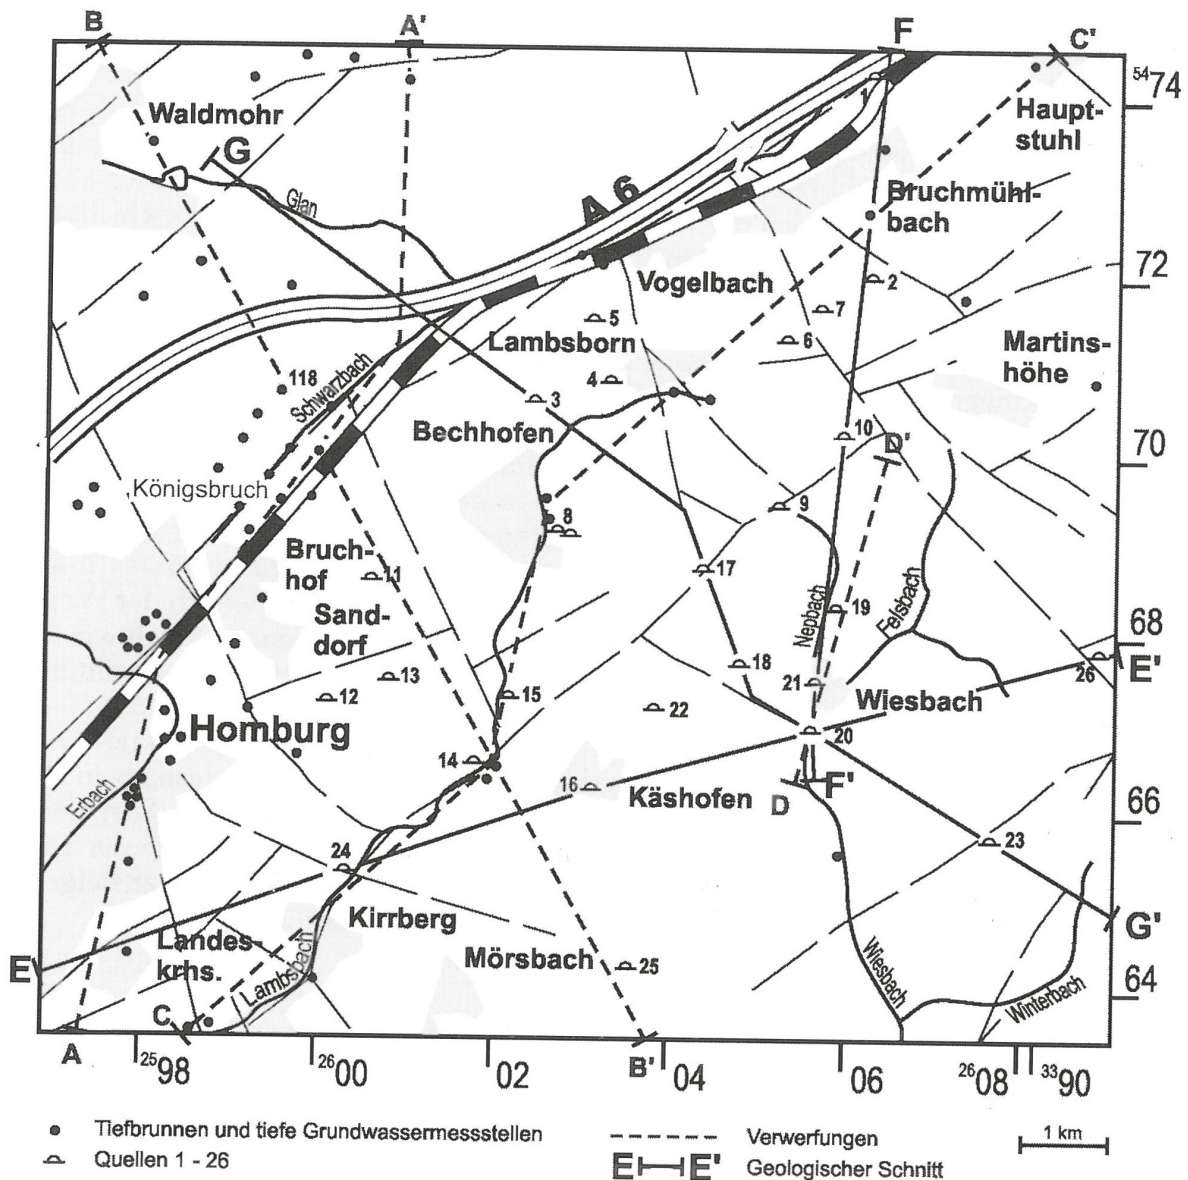 B
A'
F
C'
⁵⁴74
Waldmohr
G
Glan
A 6
1
Haupt-
stuhl
Bruchmühl-
bach
72
Vogelbach
2
7
5
6
Lambsborn
Martins-
höhe
118
Schwarzbach
4
3
Bechhofen
10
D'
70
Königsbruch
9
8
Bruch-
hof
11
17
Nepbach
19
Felsbach
Sand-
dorf
68
18
13
21
26
E'
12
15
22
Wiesbach
Homburg
20
14
16
Käshofen
D
F'
Erbach
66
23
24
Kirrberg
G'
Landes-
krhs.
Lambsbach
Mörsbach
25
E
Wiesbach
Winterbach
64
C
A
²⁵98
²⁶00
02
B'
04
06
²⁶08
³³90
Tiefbrunnen und tiefe Grundwassermessstellen
Quellen 1 - 26
Verwerfungen
E E' Geologischer Schnitt
1 km